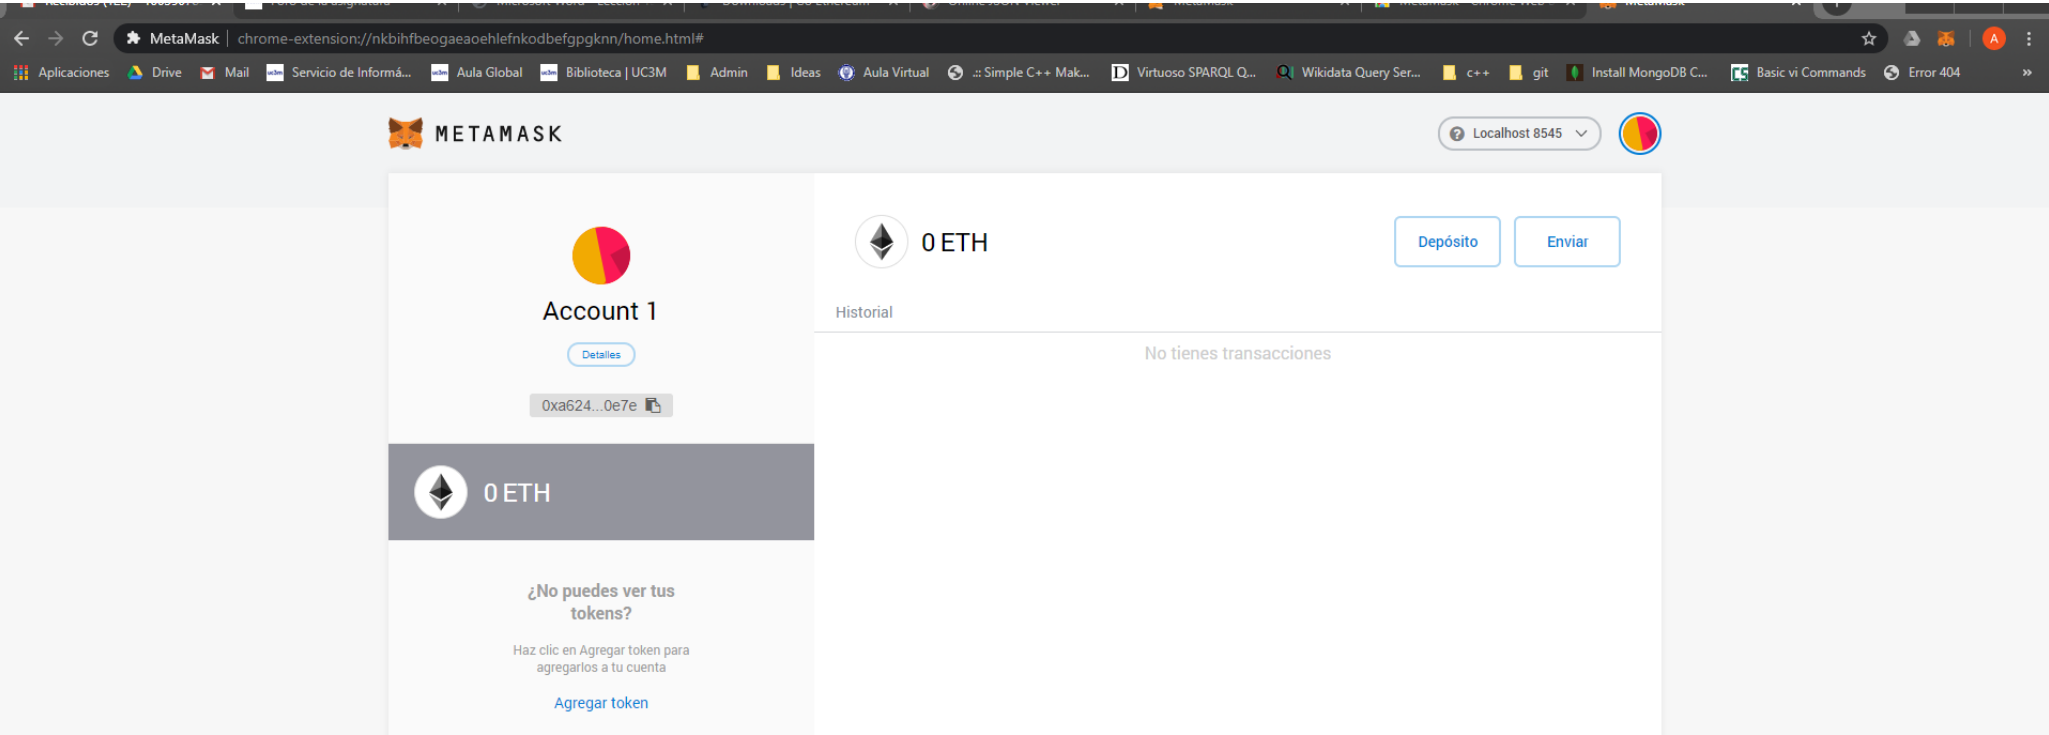 MetaMask | chrome-extension://nkbihfbeogaeaoehlefnkodbefgpgknn/home.html#
A
Aplicaciones Drive Mail Servicio de Informá... Aula Global Biblioteca | UC3M Admin Ideas Aula Virtual .:: Simple C++ Mak... Virtuoso SPARQL Q... Wikidata Query Ser... c++ git Install MongoDB C... Basic vi Commands Error 404 »
METAMASK
Localhost 8545
Account 1
Detalles
0xa624...0e7e
0 ETH
¿No puedes ver tus
tokens?
Haz clic en Agregar token para
agregarlos a tu cuenta
Agregar token
0 ETH
Depósito
Enviar
Historial
No tienes transacciones